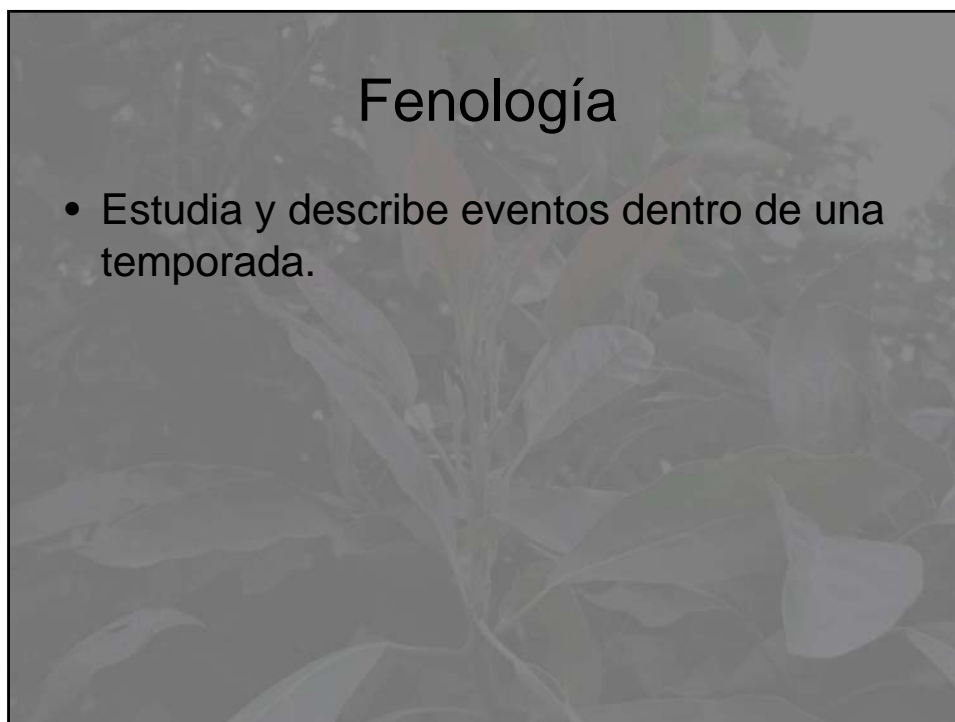 Fenología
• Estudia y describe eventos dentro de una
temporada.